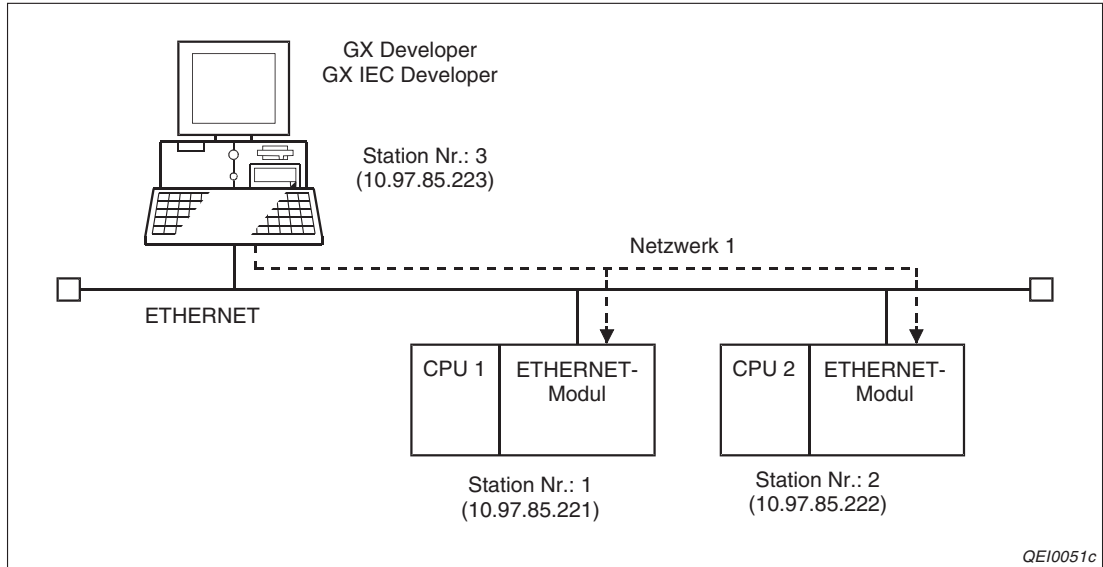 GX Developer
GX IEC Developer
Station Nr.: 3
(10.97.85.223)
Netzwerk 1
ETHERNET
CPU 1
ETHERNET-
Modul
CPU 2
ETHERNET-
Modul
Station Nr.: 1
(10.97.85.221)
Station Nr.: 2
(10.97.85.222)
QEI0051c